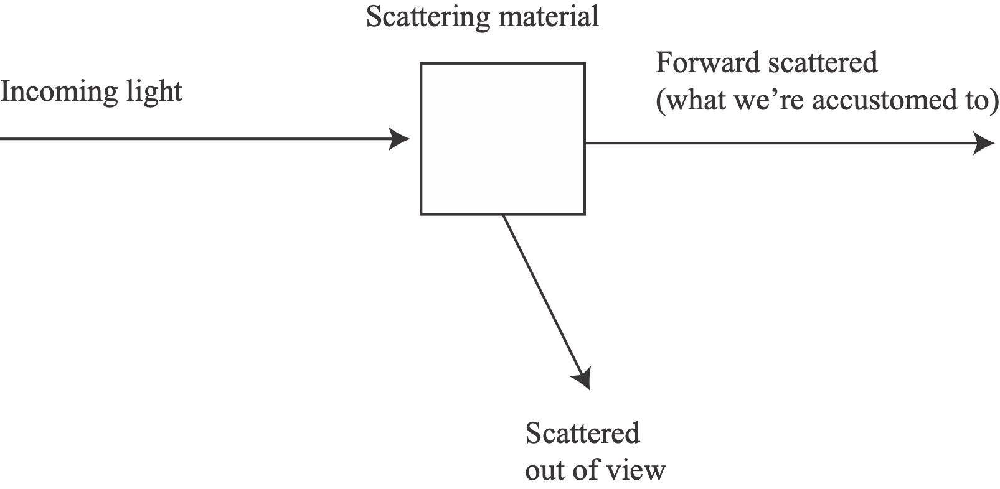 Scattering material
Incoming light
Forward scattered
(what we’re accustomed to)
Scattered
out of view